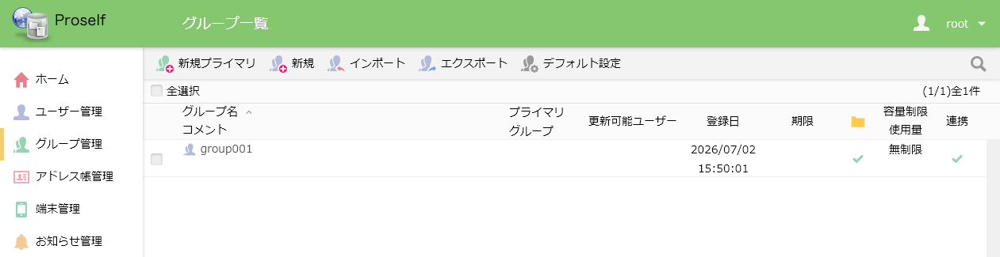 Proself
グループ一覧
root
ホーム
ユーザー管理
グループ管理
アドレス帳管理
端末管理
お知らせ管理
新規プライマリ 新規 インポート エクスポート デフォルト設定
全選択 (1/1)全1件
グループ名
コメント
プライマリ
グループ
更新可能ユーザー
登録日
期限
容量制限
使用量
連携
group001
2026/07/02
15:50:01
無制限